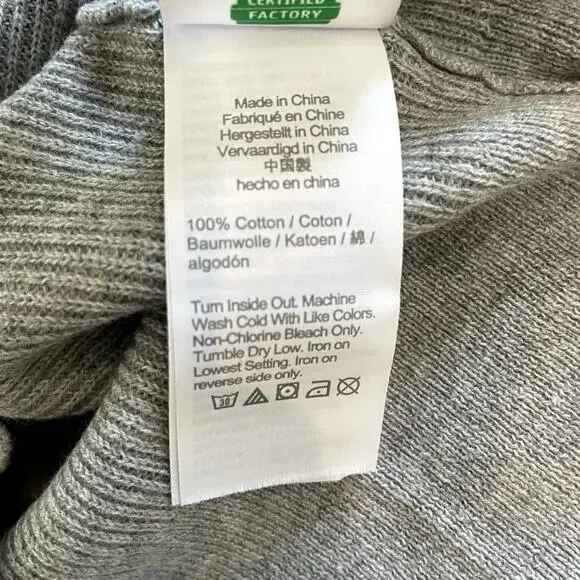 CERTIFIED
FACTORY
Made in China
Fabriqué en Chine
Hergestellt in China
Vervaardigd in China
中国製
hecho en china
100% Cotton / Coton /
Baumwolle / Katoen / 綿 /
algodón
Turn Inside Out. Machine
Wash Cold With Like Colors.
Non-Chlorine Bleach Only.
Tumble Dry Low. Iron on
Lowest Setting. Iron on
reverse side only.
30